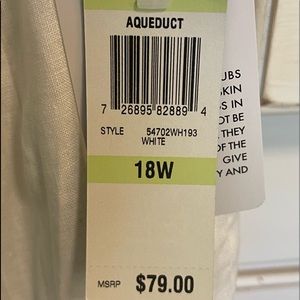 AQUEDUCT
7 26895 82889 4
STYLE 54702WH193
WHITE
18W
MSRP $79.00
UBS
SKIN
S IN
OT BE
THEY
OF THE
GIVE
Y AND